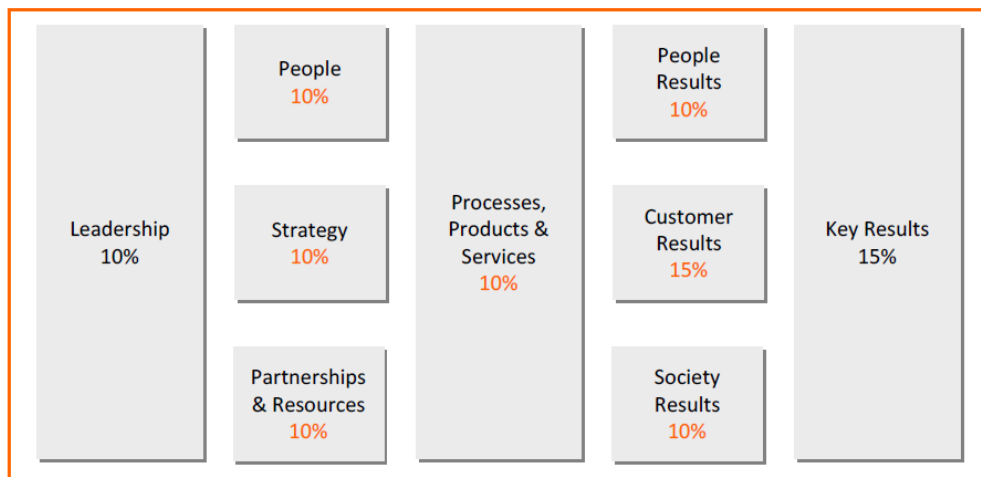 Leadership
10%
People
10%
Strategy
10%
Partnerships
& Resources
10%
Processes,
Products &
Services
10%
People
Results
10%
Customer
Results
15%
Society
Results
10%
Key Results
15%